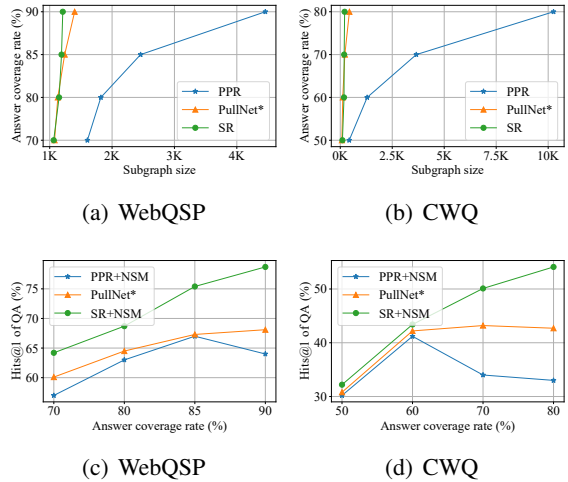 90
85
80
70
Answer coverage rate (%)
PPR
PullNet*
SR
1K
2K
3K
4K
Subgraph size
(a) WebQSP
80
70
60
50
Answer coverage rate (%)
PPR
PullNet*
SR
0K
2.5K
5K
7.5K
10K
Subgraph size
(b) CWQ
75
70
65
60
Hits@1 of QA (%)
PPR+NSM
PullNet*
SR+NSM
70
80
85
90
Answer coverage rate (%)
(c) WebQSP
50
40
30
Hits@1 of QA (%)
PPR+NSM
PullNet*
SR+NSM
50
60
70
80
Answer coverage rate (%)
(d) CWQ